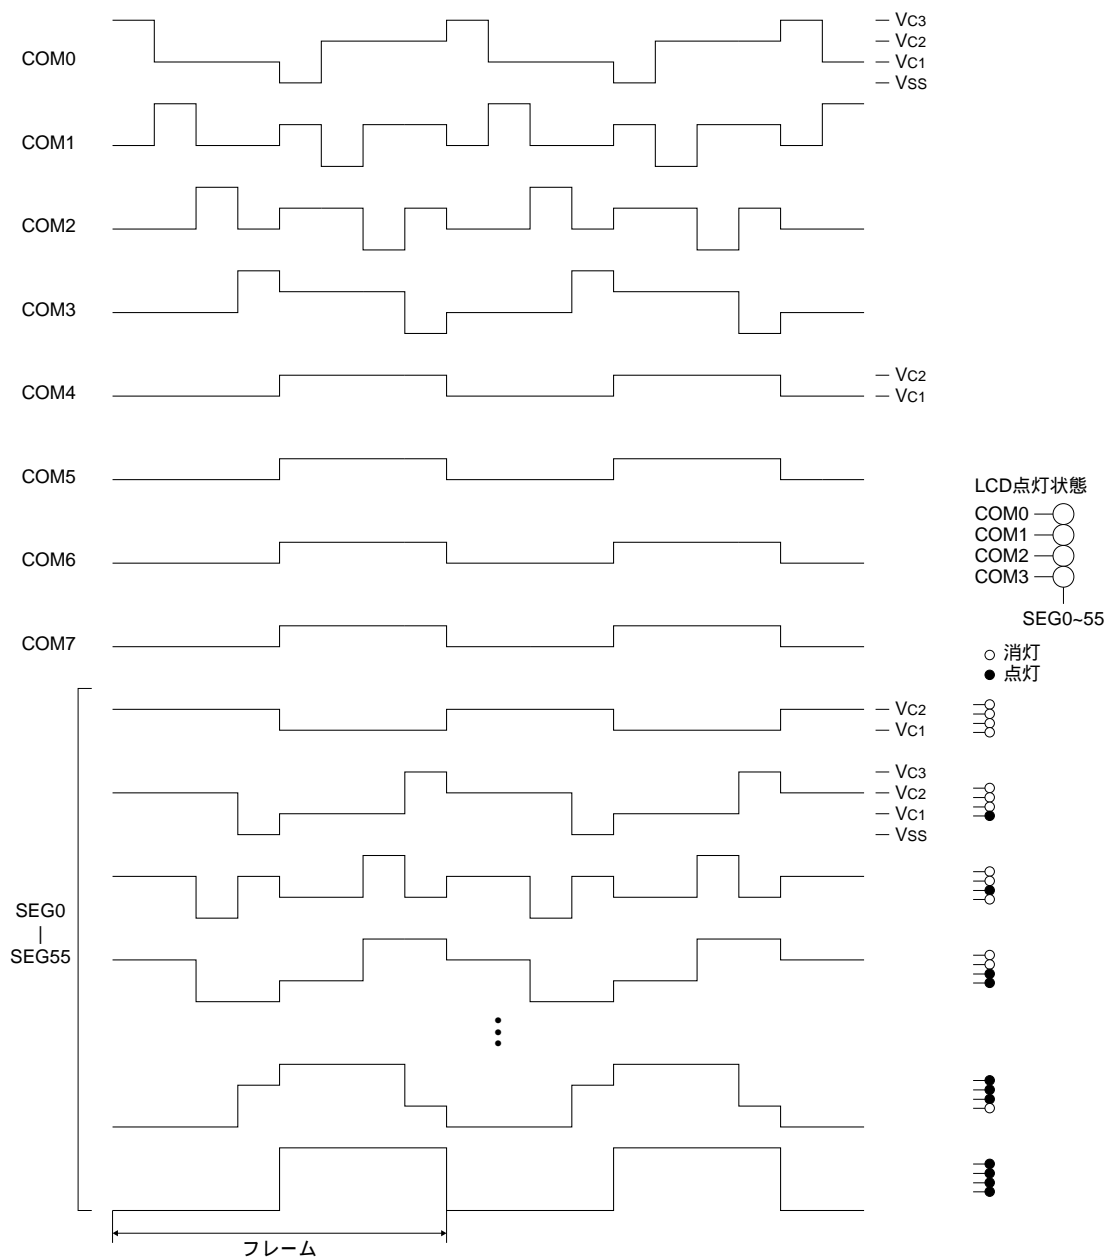 VC3
VC2
COM0
VC1
VSS
COM1
COM2
COM3
VC2
COM4
VC1
COM5
LCD点灯状態
COM0
COM1
COM2
COM6
COM3
SEG0~55
COM7
消灯
点灯
VC2
VC1
VC3
VC2
VC1
VSS
SEG0
|
SEG55
フレーム